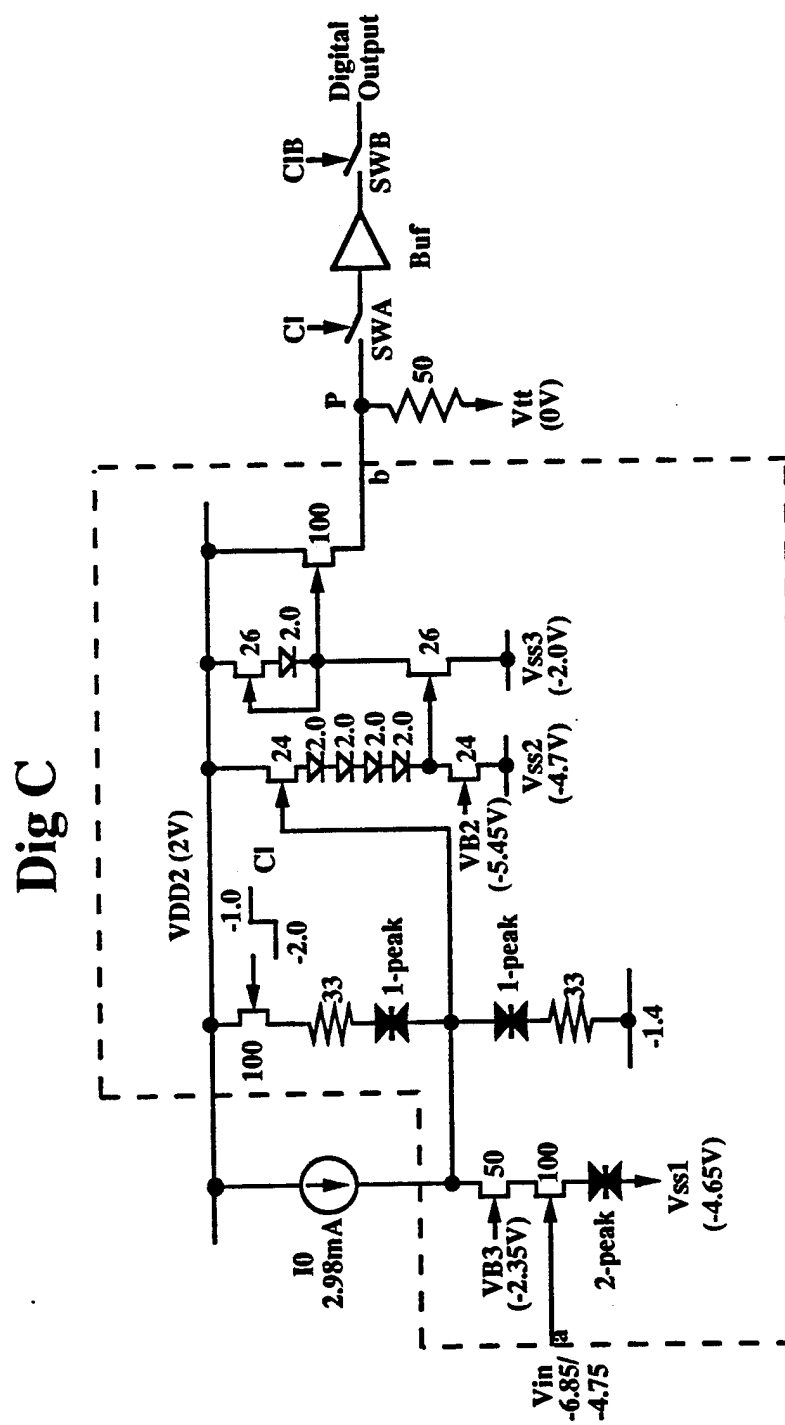 Dig C
VDD2 (2V)
I0
2.98mA
100
-1.0
-2.0
Cl
33
1-peak
24
2.0
2.0
2.0
2.0
26
2.0
100
b
P
50
Vtt
(0V)
Cl
SWA
Buf
ClB
SWB
Digital
Output
VB3
(-2.35V)
50
1-peak
33
-1.4
VB2
(-5.45V)
24
Vss2
(-4.7V)
26
Vss3
(-2.0V)
Vin
-6.85/
-4.75
a
100
2-peak
Vss1
(-4.65V)